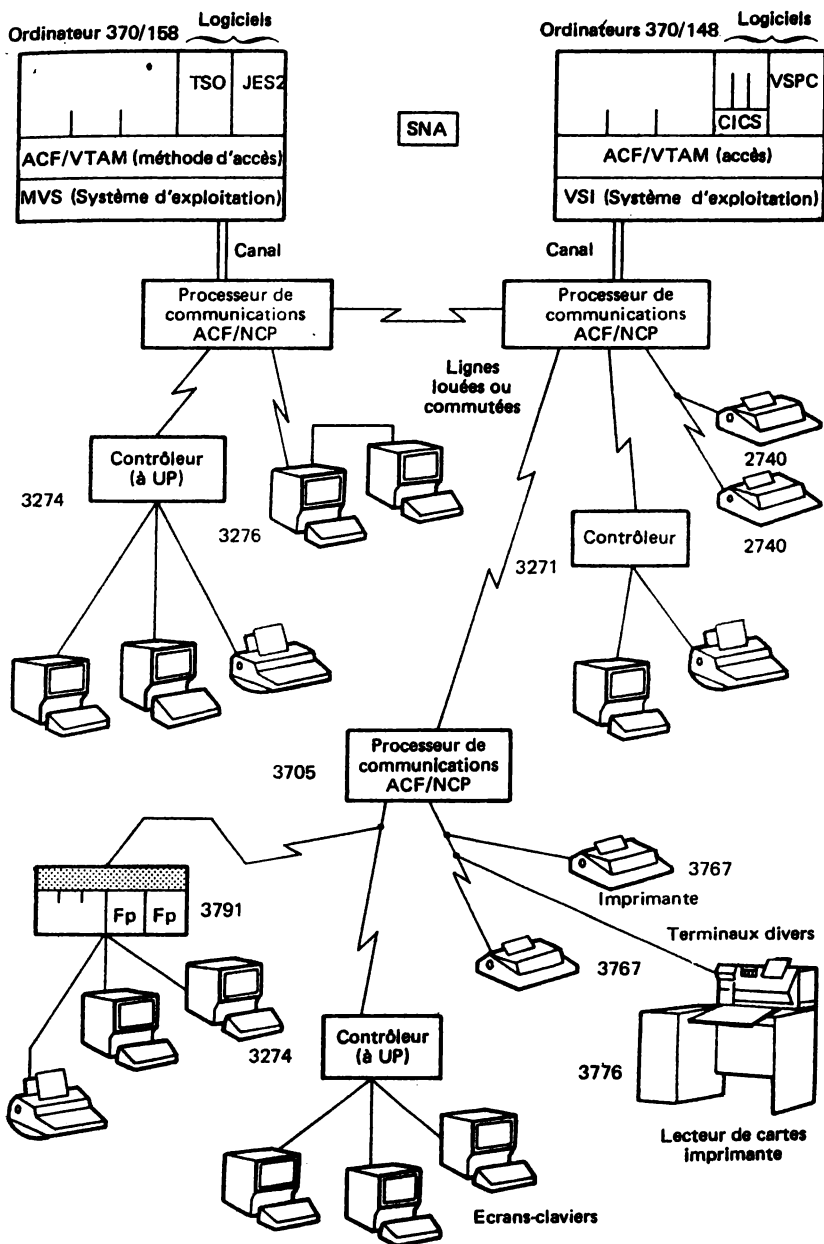 Ordinateur 370/158
Logiciels
Ordinateurs 370/148
Logiciels
TSO
JES2
VSPC
CICS
SNA
ACF/VTAM (méthode d'accès)
ACF/VTAM (accès)
MVS (Système d'exploitation)
VSI (Système d'exploitation)
Canal
Canal
Processeur de
communications
ACF/NCP
Processeur de
communications
ACF/NCP
Lignes
louées ou
commutées
Contrôleur
(à UP)
3274
3276
2740
2740
3271
Contrôleur
3705
Processeur de
communications
ACF/NCP
Fp
Fp
3791
3767
Imprimante
Terminaux divers
3767
3274
Contrôleur
(à UP)
3776
Lecteur de cartes
imprimante
Ecrans-claviers